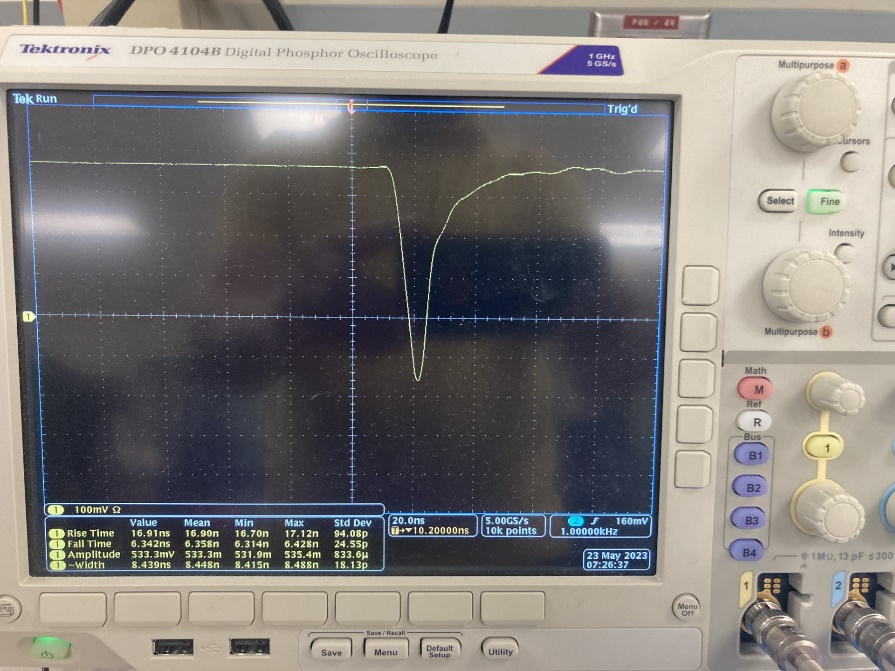 P20 / 20
Tektronix DPO 4104B Digital Phosphor Oscilloscope
1 GHz
5 GS/s
Tek Run
Trig'd
1
1 100mV Ω
Value Mean Min Max Std Dev
1 Rise Time 16.91ns 16.90n 16.70n 17.12n 94.08p
1 Fall Time 6.342ns 6.358n 6.314n 6.428n 24.55p
1 Amplitude 533.3mV 533.3m 531.9m 535.4m 833.6µ
1 −Width 8.439ns 8.448n 8.415n 8.488n 18.13p
20.0ns
T→▼10.20000ns
5.00GS/s
10k points
2 160mV
1.00000kHz
23 May 2023
07:26:37
Multipurpose a
Cursors
Select
Fine
Intensity
Multipurpose b
Math
M
Ref
R
Bus
B1
B2
B3
B4
1
1MΩ, 13 pF ≤300
1
2
Menu
Off
Save / Recall
Save
Menu
Default
Setup
Utility